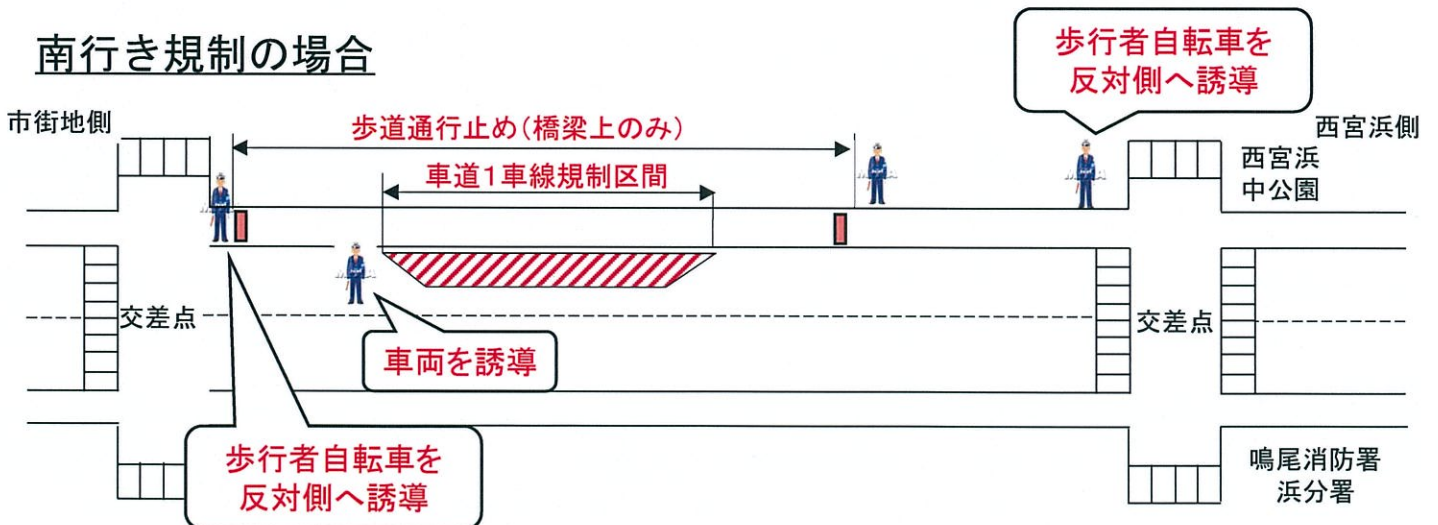 南行き規制の場合
歩行者自転車を
反対側へ誘導
市街地側
西宮浜側
歩道通行止め(橋梁上のみ)
車道1車線規制区間
西宮浜
中公園
交差点
交差点
車両を誘導
歩行者自転車を
反対側へ誘導
鳴尾消防署
浜分署